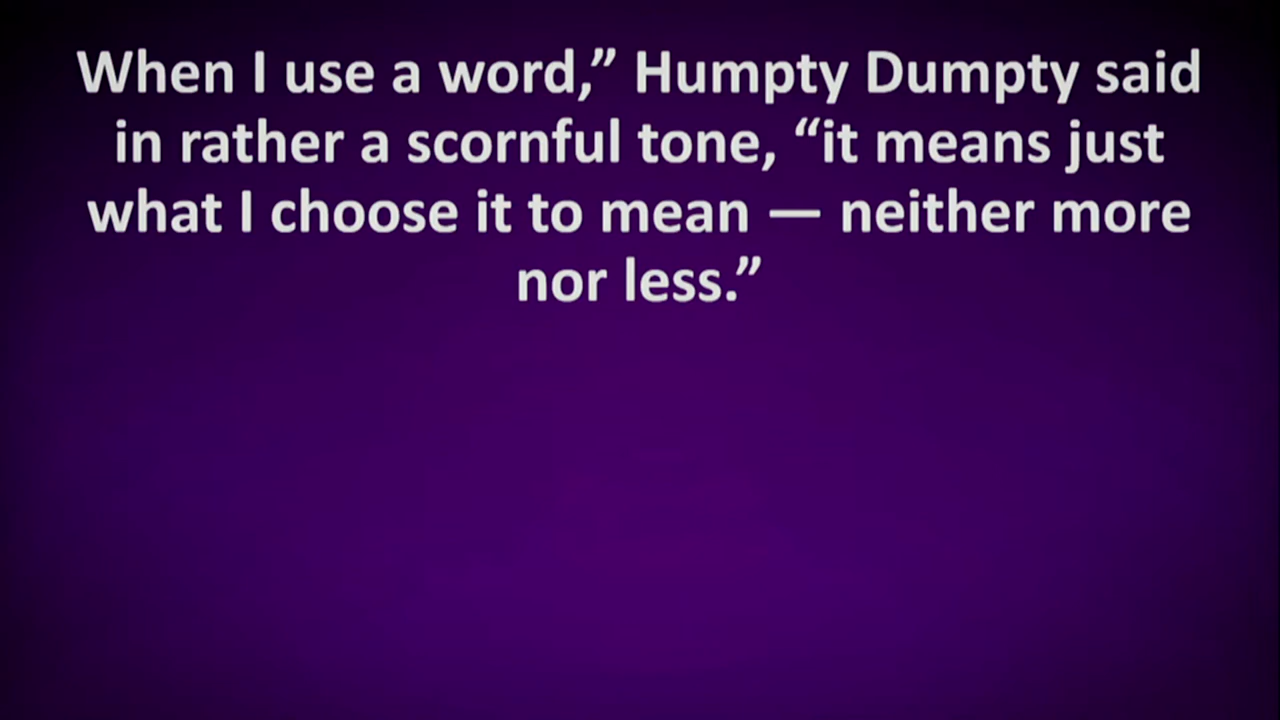 When I use a word,” Humpty Dumpty said
in rather a scornful tone, “it means just
what I choose it to mean — neither more
nor less.”